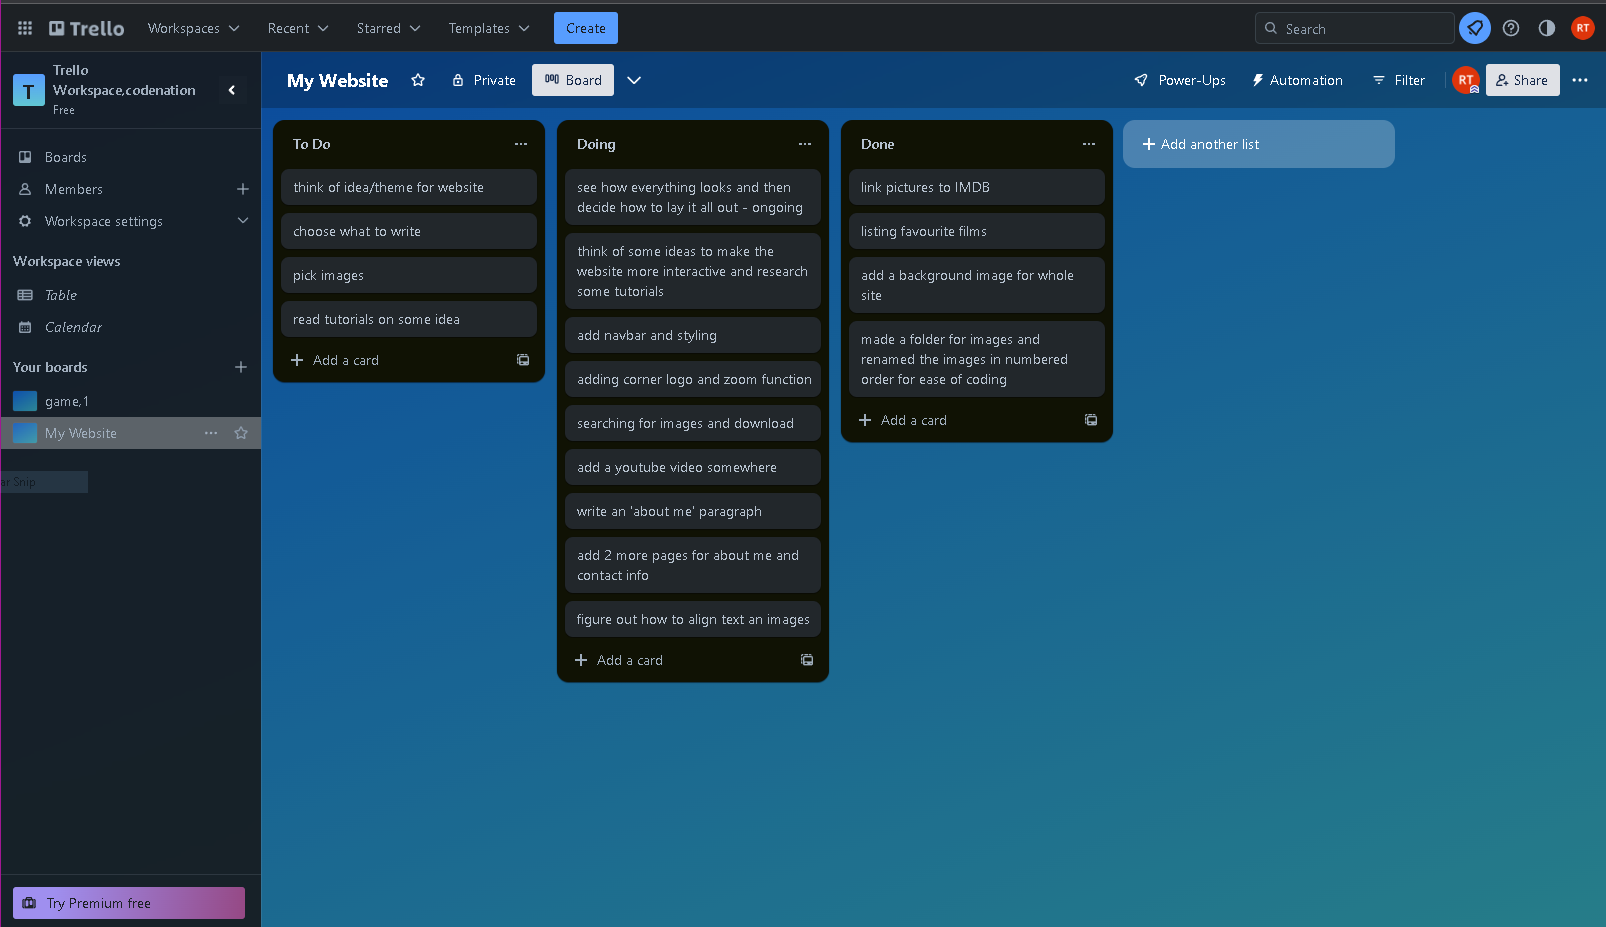 Trello
Workspaces
Recent
Starred
Templates
Create
Search
RT
T
Trello
Workspace,codenation
Free
My Website
Private
Board
Power-Ups
Automation
Filter
RT
Share
Boards
Members
Workspace settings
Workspace views
Table
Calendar
Your boards
game,1
My Website
ar Snip
Try Premium free
To Do
think of idea/theme for website
choose what to write
pick images
read tutorials on some idea
Add a card
Doing
see how everything looks and then
decide how to lay it all out - ongoing
think of some ideas to make the
website more interactive and research
some tutorials
add navbar and styling
adding corner logo and zoom function
searching for images and download
add a youtube video somewhere
write an 'about me' paragraph
add 2 more pages for about me and
contact info
figure out how to align text an images
Add a card
Done
link pictures to IMDB
listing favourite films
add a background image for whole
site
made a folder for images and
renamed the images in numbered
order for ease of coding
Add a card
Add another list